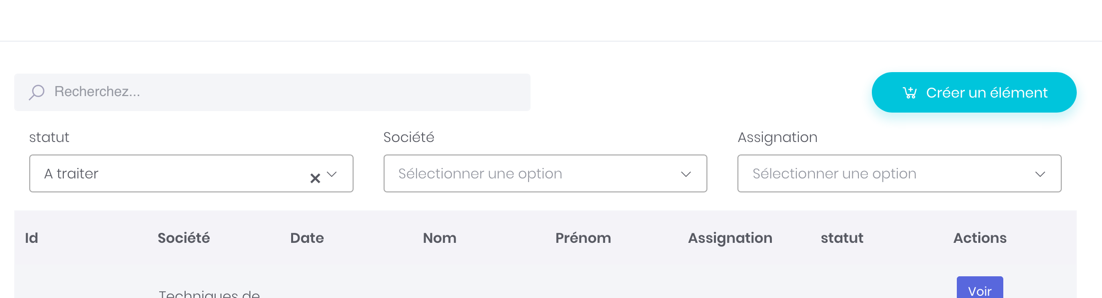 Recherchez...
Créer un élément
statut Société Assignation
A traiter Sélectionner une option Sélectionner une option
Id Société Date Nom Prénom Assignation statut Actions
Techniques de Voir